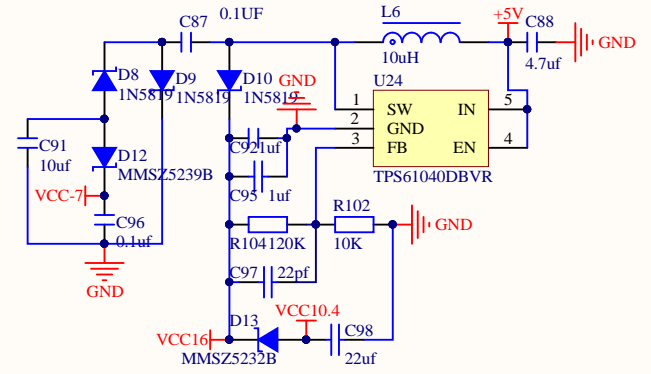 C87
0.1UF
L6
10uH
+5V
C88
4.7uf
GND
D8
1N5819
D9
1N5819
D10
1N5819
GND
U24
1
SW
IN
5
2
GND
3
FB
EN
4
TPS61040DBVR
C91
10uf
D12
MMSZ5239B
VCC-7
C96
0.1uf
GND
C92
1uf
C95
1uf
R104
120K
R102
10K
GND
C97
22pf
D13
VCC16
MMSZ5232B
VCC10.4
C98
22uf